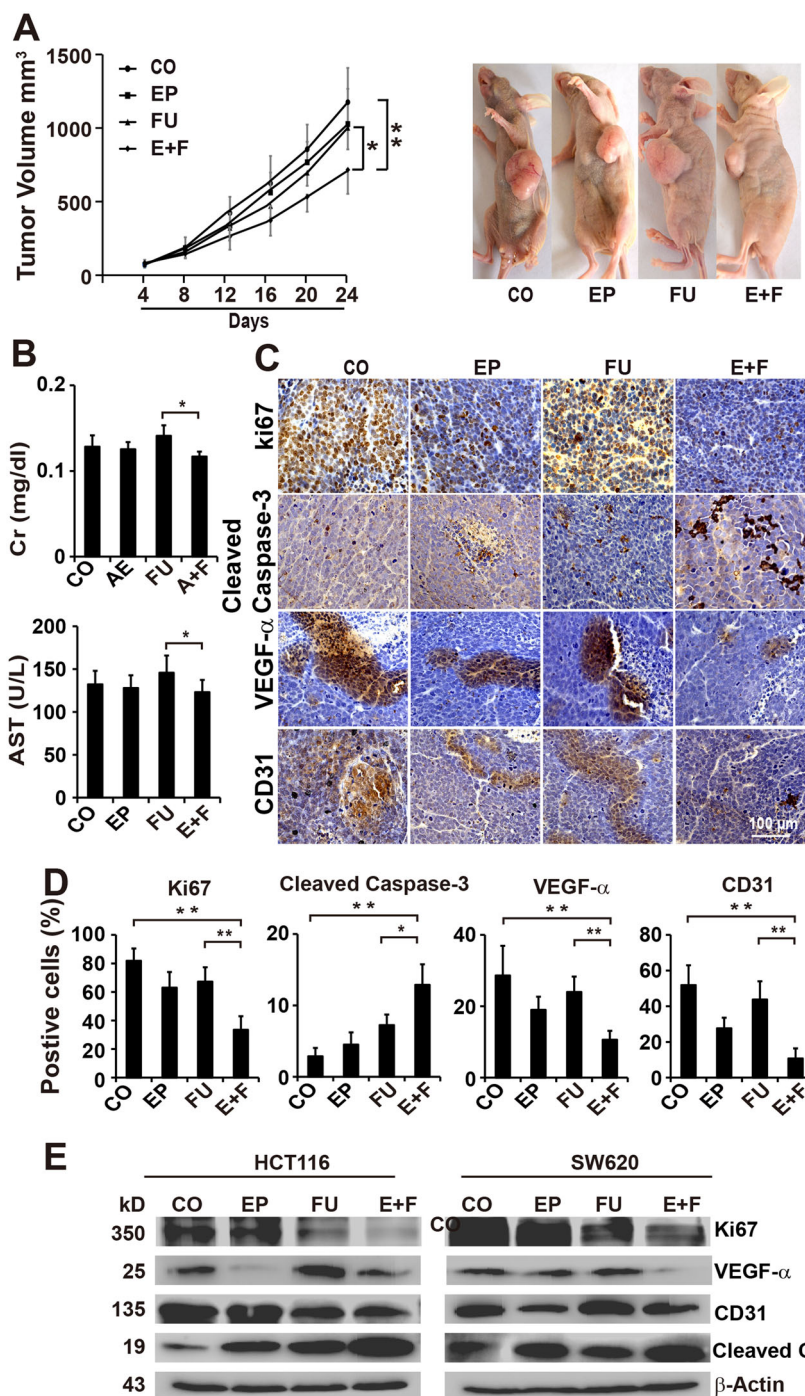 A
Tumor Volume mm³
1500
1000
500
0
CO
EP
FU
E+F
*
**
4 8 12 16 20 24
Days
CO EP FU E+F
B
Cr (mg/dl)
0.2
0.1
0
*
CO AE FU A+F
AST (U/L)
200
150
100
50
0
*
CO EP FU E+F
C
CO EP FU E+F
ki67
Cleaved
Caspase-3
VEGF-α
CD31
100 µm
D
Postive cells (%)
Ki67
* *
**
100
80
60
40
20
0
CO EP FU E+F
Cleaved Caspase-3
* *
*
20
10
0
CO EP FU E+F
VEGF-α
* *
**
40
20
0
CO EP FU E+F
CD31
* *
**
80
60
40
20
0
CO EP FU E+F
E
HCT116 SW620
kD CO EP FU E+F CO EP FU E+F
350 CO Ki67
25 VEGF-α
135 CD31
19 Cleaved C
43 β-Actin